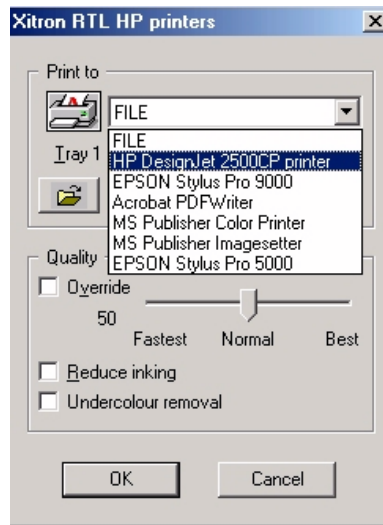 Xitron RTL HP printers
Print to
FILE
Tray 1
FILE
HP DesignJet 2500CP printer
EPSON Stylus Pro 9000
Acrobat PDFWriter
MS Publisher Color Printer
MS Publisher Imagesetter
EPSON Stylus Pro 5000
Quality
Override
50
Fastest Normal Best
Reduce inking
Undercolour removal
OK Cancel